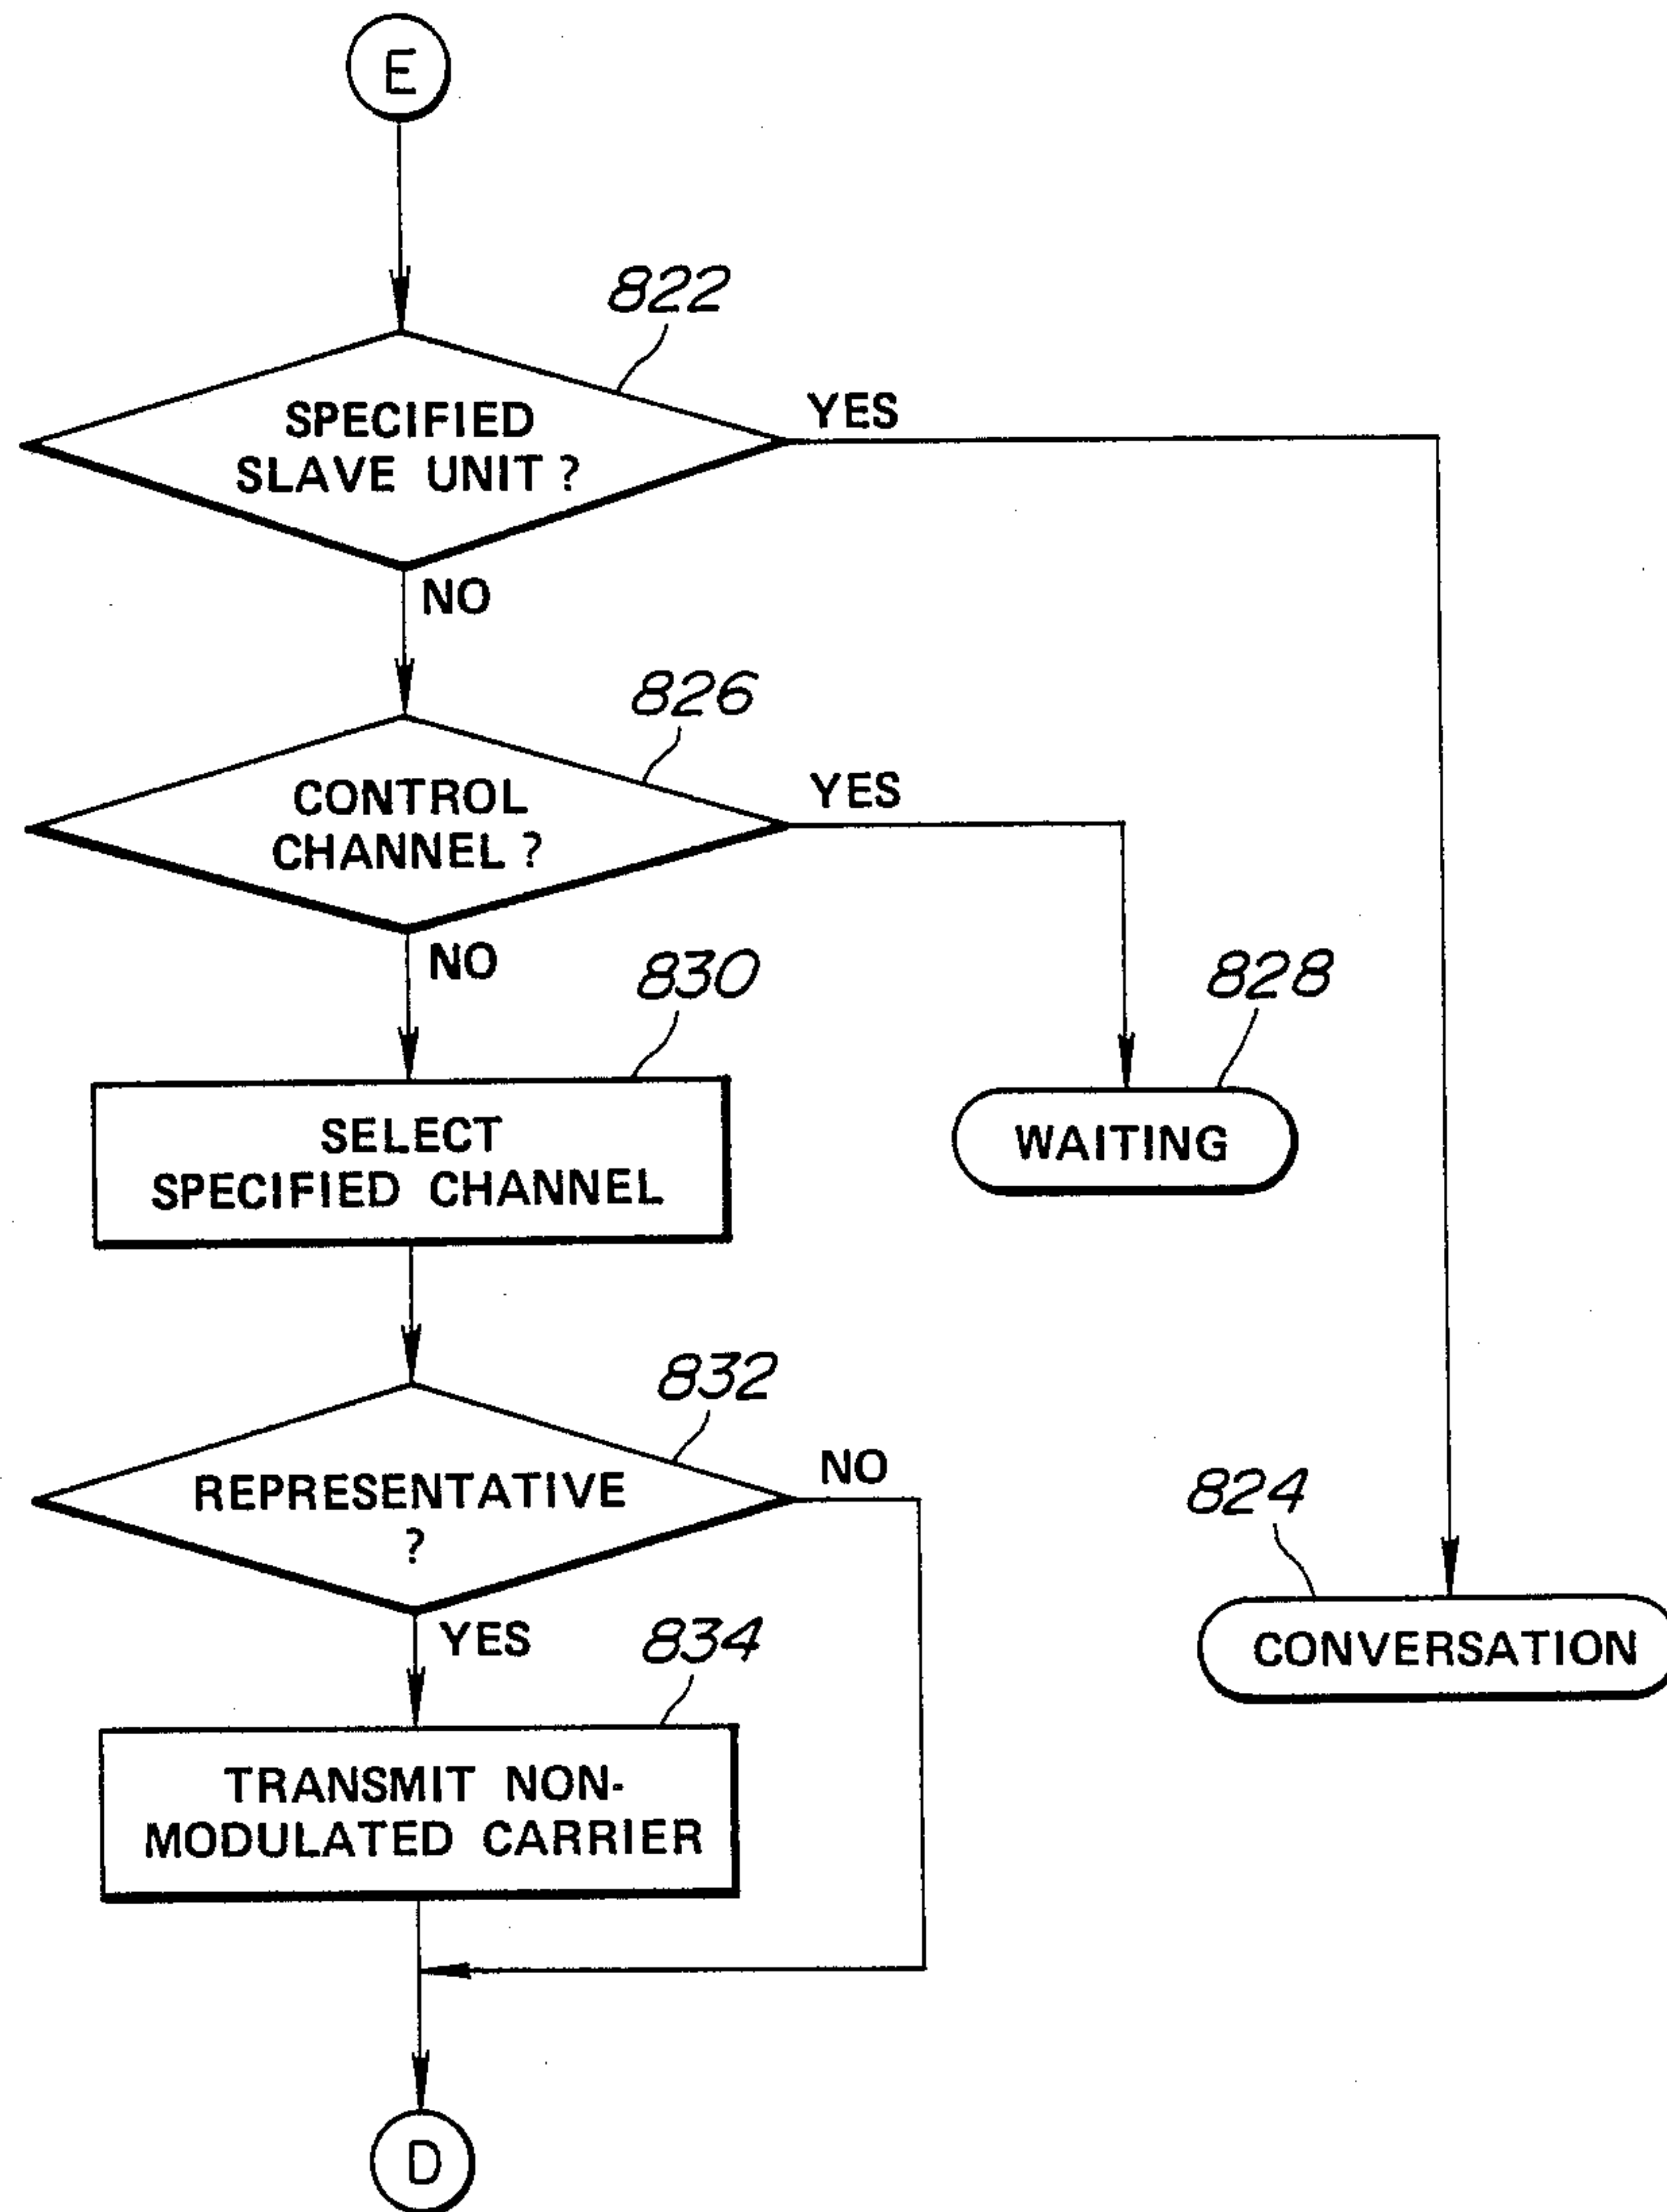 E
822
SPECIFIED
SLAVE UNIT ?
YES
NO
826
CONTROL
CHANNEL ?
YES
NO
830
828
SELECT
SPECIFIED CHANNEL
WAITING
832
REPRESENTATIVE
?
NO
YES
824
CONVERSATION
834
TRANSMIT NON-
MODULATED CARRIER
D